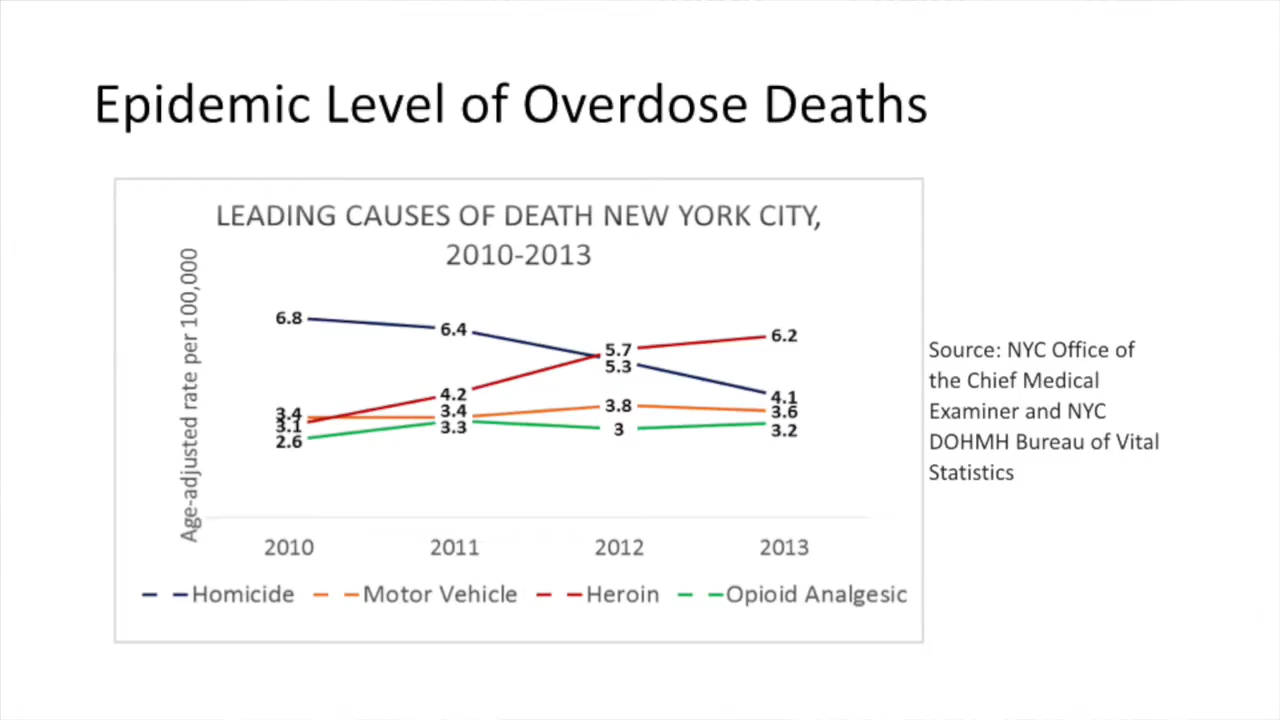 Epidemic Level of Overdose Deaths
LEADING CAUSES OF DEATH NEW YORK CITY,
2010-2013
Age-adjusted rate per 100,000
6.8
6.4
5.7
5.3
6.2
4.2
4.1
3.4
3.4
3.8
3.6
3.1
3.3
3
3.2
2.6
2010 2011 2012 2013
Homicide Motor Vehicle Heroin Opioid Analgesic
Source: NYC Office of
the Chief Medical
Examiner and NYC
DOHMH Bureau of Vital
Statistics